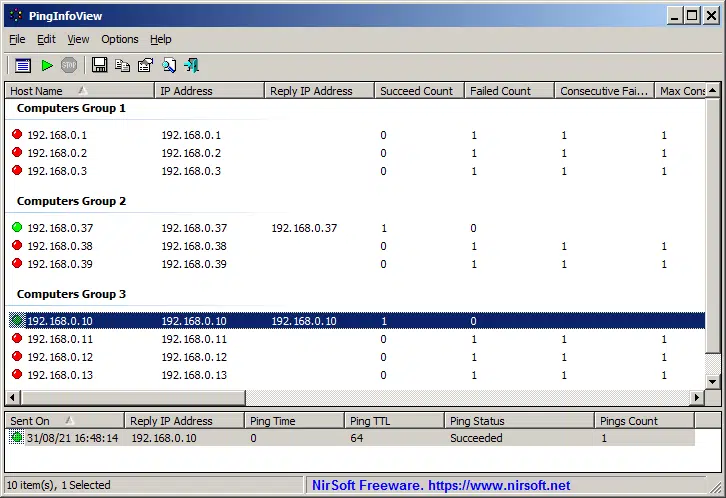 PingInfoView
File Edit View Options Help
STOP
Host Name IP Address Reply IP Address Succeed Count Failed Count Consecutive Fai... Max Cons
Computers Group 1
192.168.0.1 192.168.0.1 0 1 1 1
192.168.0.2 192.168.0.2 0 1 1 1
192.168.0.3 192.168.0.3 0 1 1 1
Computers Group 2
192.168.0.37 192.168.0.37 192.168.0.37 1 0
192.168.0.38 192.168.0.38 0 1 1 1
192.168.0.39 192.168.0.39 0 1 1 1
Computers Group 3
192.168.0.10 192.168.0.10 192.168.0.10 1 0
192.168.0.11 192.168.0.11 0 1 1 1
192.168.0.12 192.168.0.12 0 1 1 1
192.168.0.13 192.168.0.13 0 1 1 1
Sent On Reply IP Address Ping Time Ping TTL Ping Status Pings Count
31/08/21 16:48:14 192.168.0.10 0 64 Succeeded 1
10 item(s), 1 Selected NirSoft Freeware. https://www.nirsoft.net